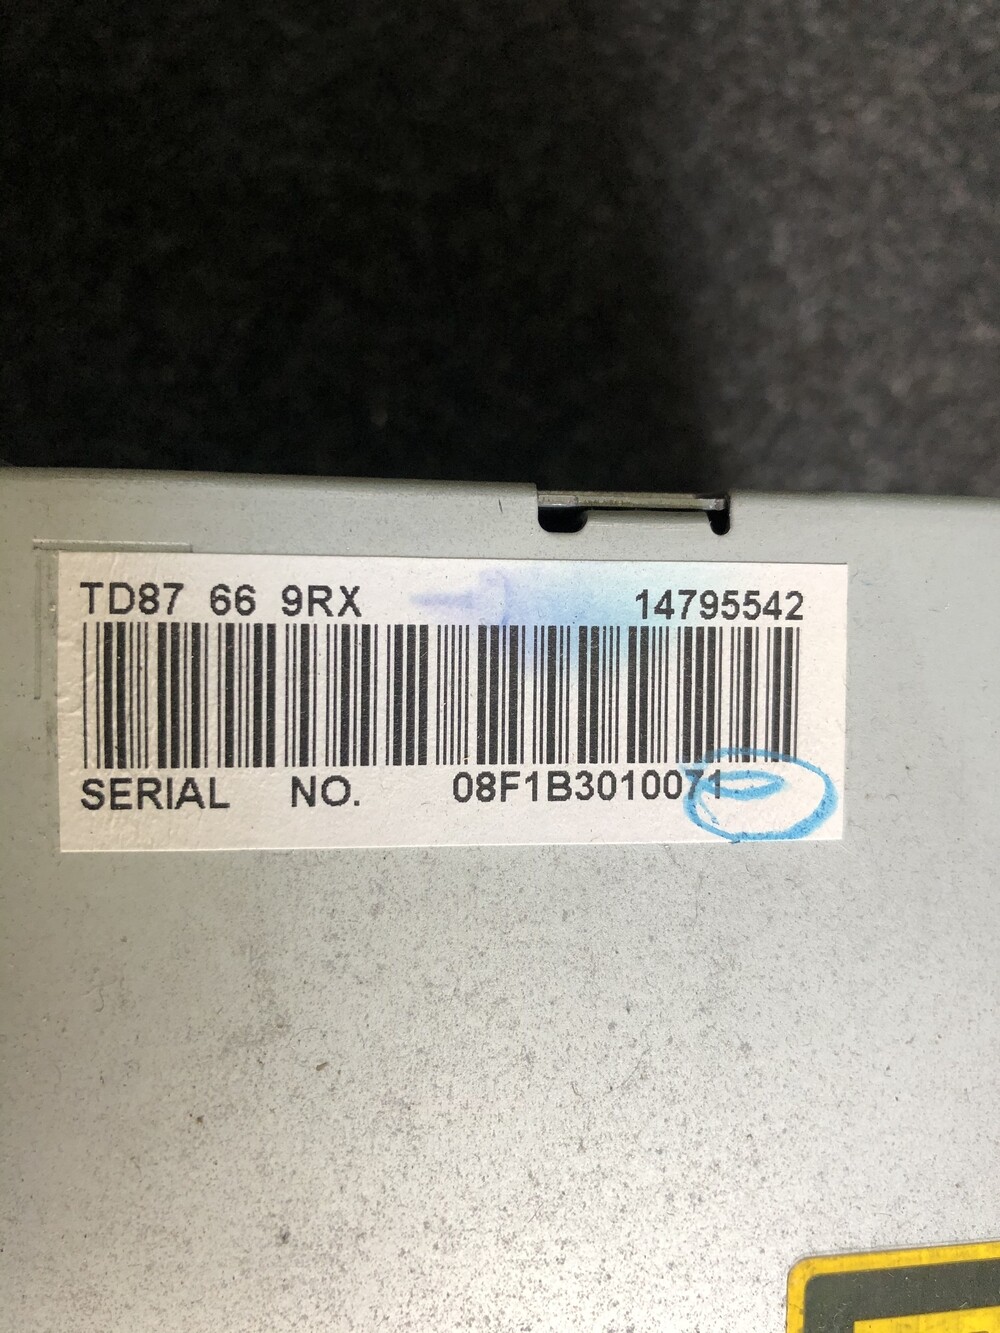 TD87 66 9RX 14795542
SERIAL NO. 08F1B3010071